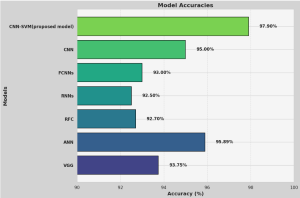 Model Accuracies
CNN-SVM(proposed model)
97.90%
CNN
95.00%
FCNNs
93.00%
RNNs
92.50%
RFC
92.70%
ANN
95.89%
VGG
93.75%
Models
90 92 94 96 98 100
Accuracy (%)